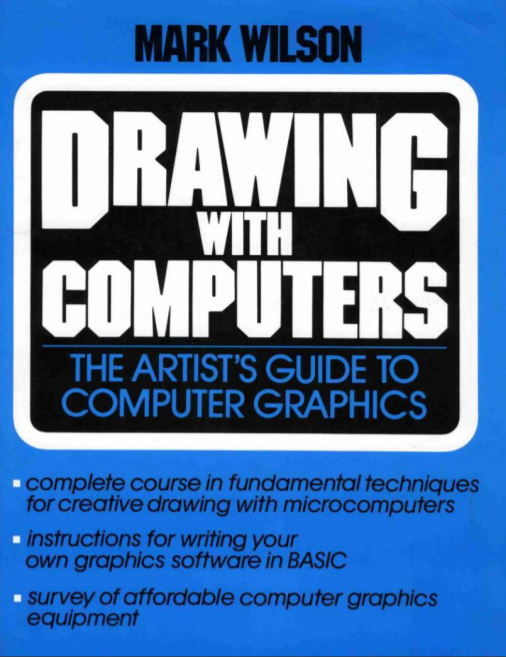 MARK WILSON
DRAWING
WITH
COMPUTERS
THE ARTIST'S GUIDE TO
COMPUTER GRAPHICS
▪ complete course in fundamental techniques
for creative drawing with microcomputers
▪ instructions for writing your
own graphics software in BASIC
▪ survey of affordable computer graphics
equipment